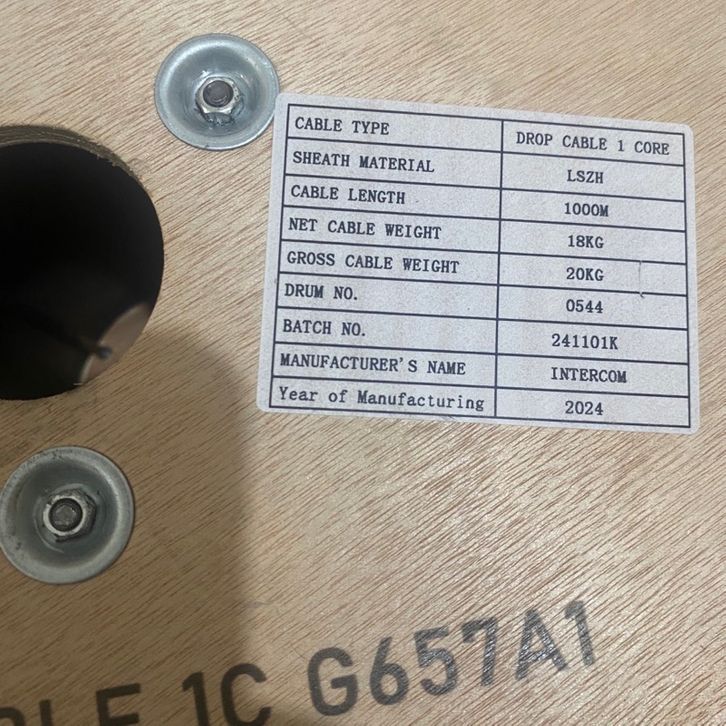 CABLE TYPE DROP CABLE 1 CORE
SHEATH MATERIAL LSZH
CABLE LENGTH 1000M
NET CABLE WEIGHT 18KG
GROSS CABLE WEIGHT 20KG
DRUM NO. 0544
BATCH NO. 241101K
MANUFACTURER'S NAME INTERCOM
Year of Manufacturing 2024
1C G657A1